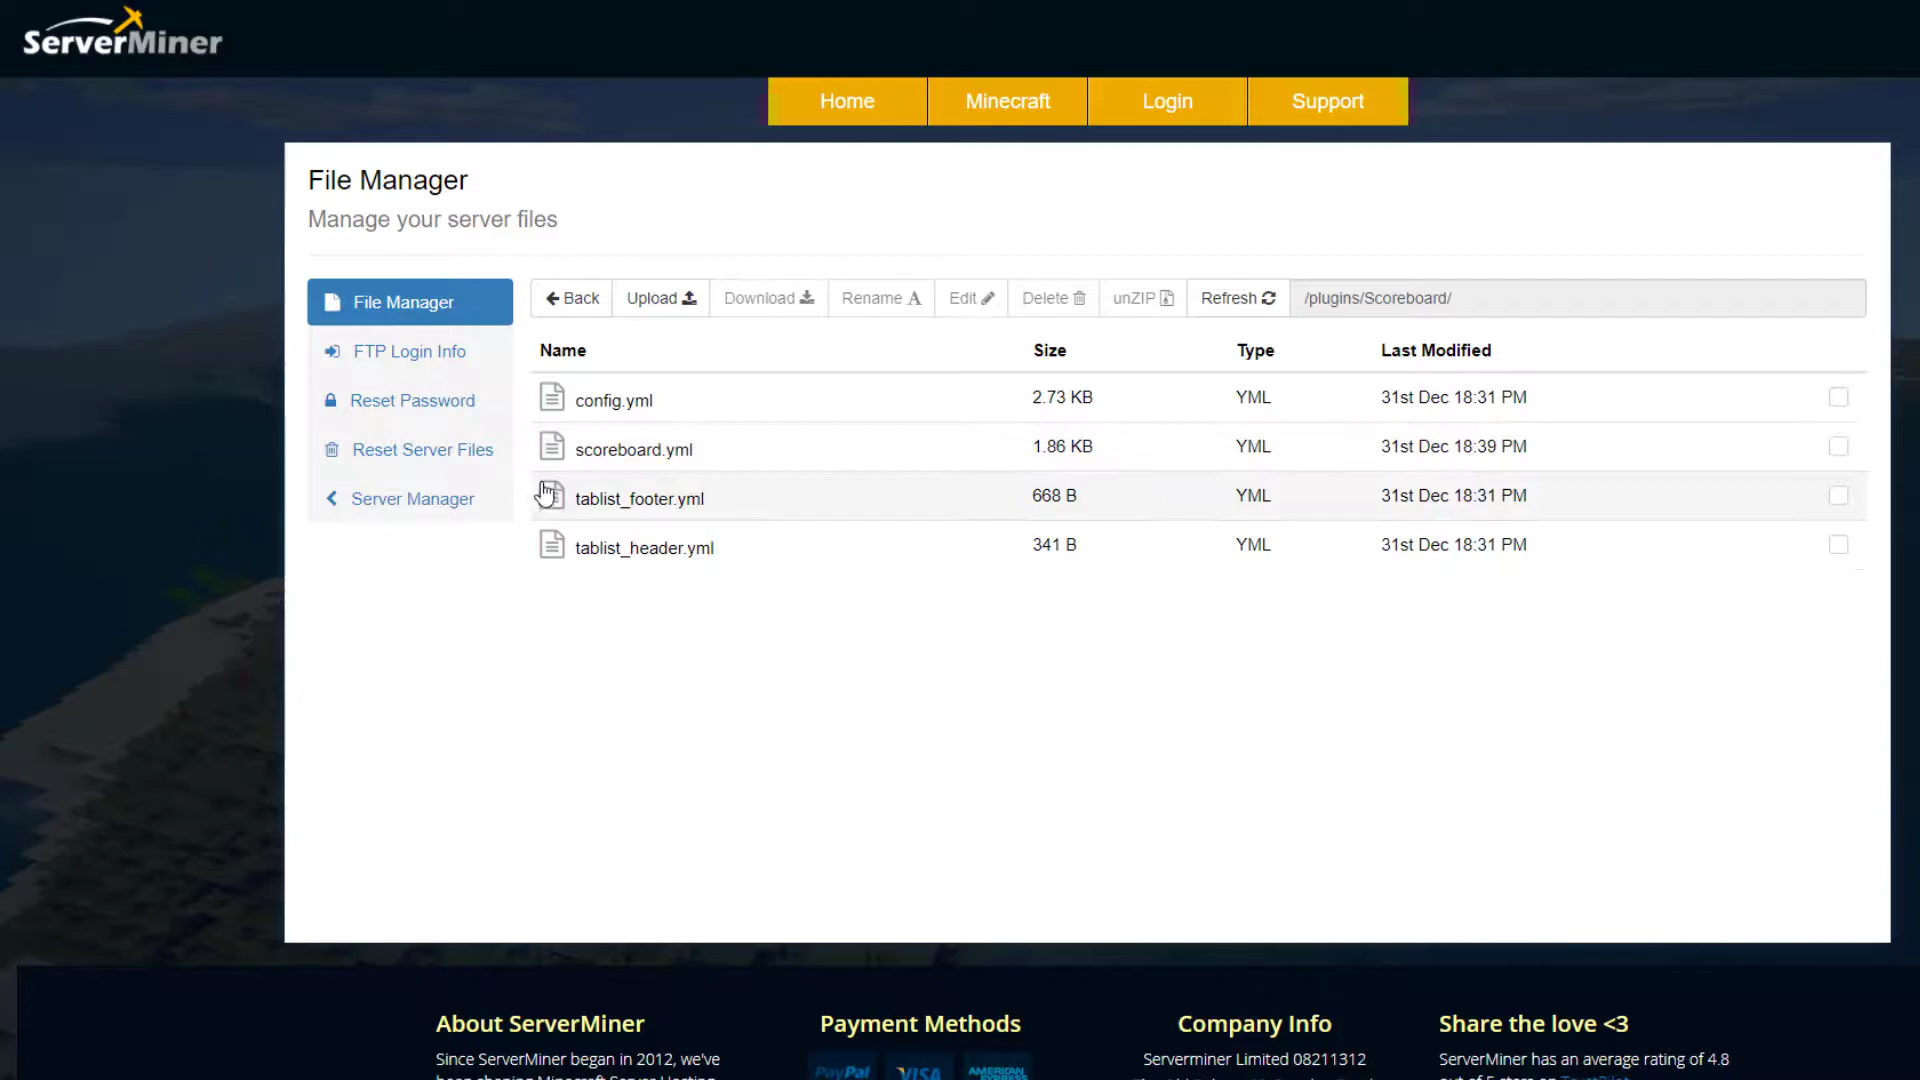 ServerMiner
Home Minecraft Login Support
File Manager
Manage your server files
File Manager
FTP Login Info
Reset Password
Reset Server Files
Server Manager
Back Upload Download Rename Edit Delete unZIP Refresh /plugins/Scoreboard/
Name Size Type Last Modified
config.yml 2.73 KB YML 31st Dec 18:31 PM
scoreboard.yml 1.86 KB YML 31st Dec 18:39 PM
tablist_footer.yml 668 B YML 31st Dec 18:31 PM
tablist_header.yml 341 B YML 31st Dec 18:31 PM
About ServerMiner Payment Methods Company Info Share the love <3
Since ServerMiner began in 2012, we've PayPal VISA AMERICAN EXPRESS Serverminer Limited 08211312 ServerMiner has an average rating of 4.8